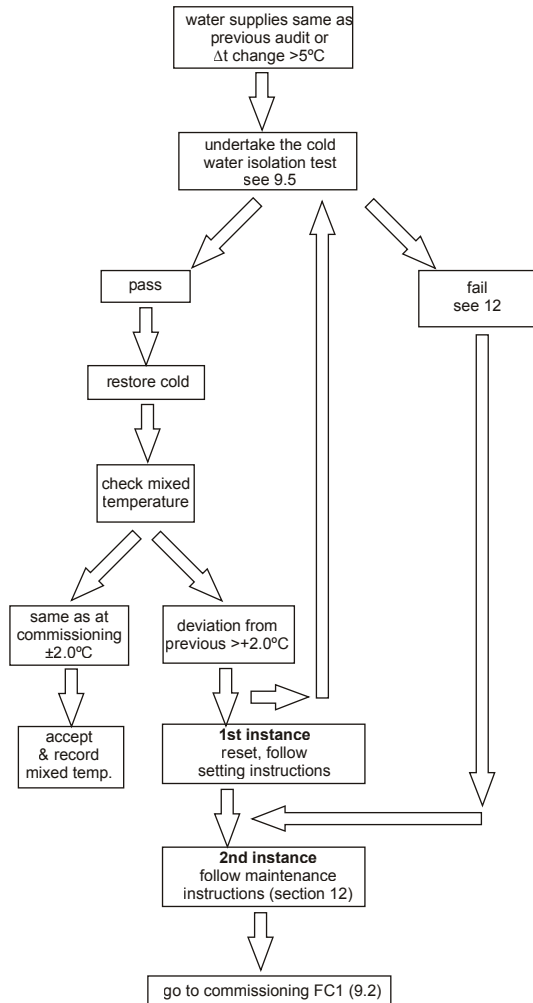 water supplies same as
previous audit or
Δt change >5ºC
undertake the cold
water isolation test
see 9.5
pass
fail
see 12
restore cold
check mixed
temperature
same as at
commissioning
±2.0ºC
deviation from
previous >+2.0ºC
accept
& record
mixed temp.
1st instance
reset, follow
setting instructions
2nd instance
follow maintenance
instructions (section 12)
go to commissioning FC1 (9.2)